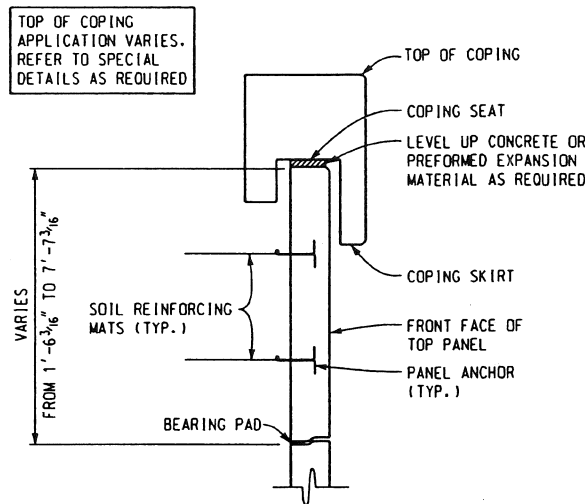 TOP OF COPING
APPLICATION VARIES.
REFER TO SPECIAL
DETAILS AS REQUIRED
TOP OF COPING
COPING SEAT
LEVEL UP CONCRETE OR
PREFORMED EXPANSION
MATERIAL AS REQUIRED
COPING SKIRT
VARIES
FROM 1'-6 3/16" TO 7'-7 3/16"
SOIL REINFORCING
MATS (TYP.)
FRONT FACE OF
TOP PANEL
PANEL ANCHOR
(TYP.)
BEARING PAD